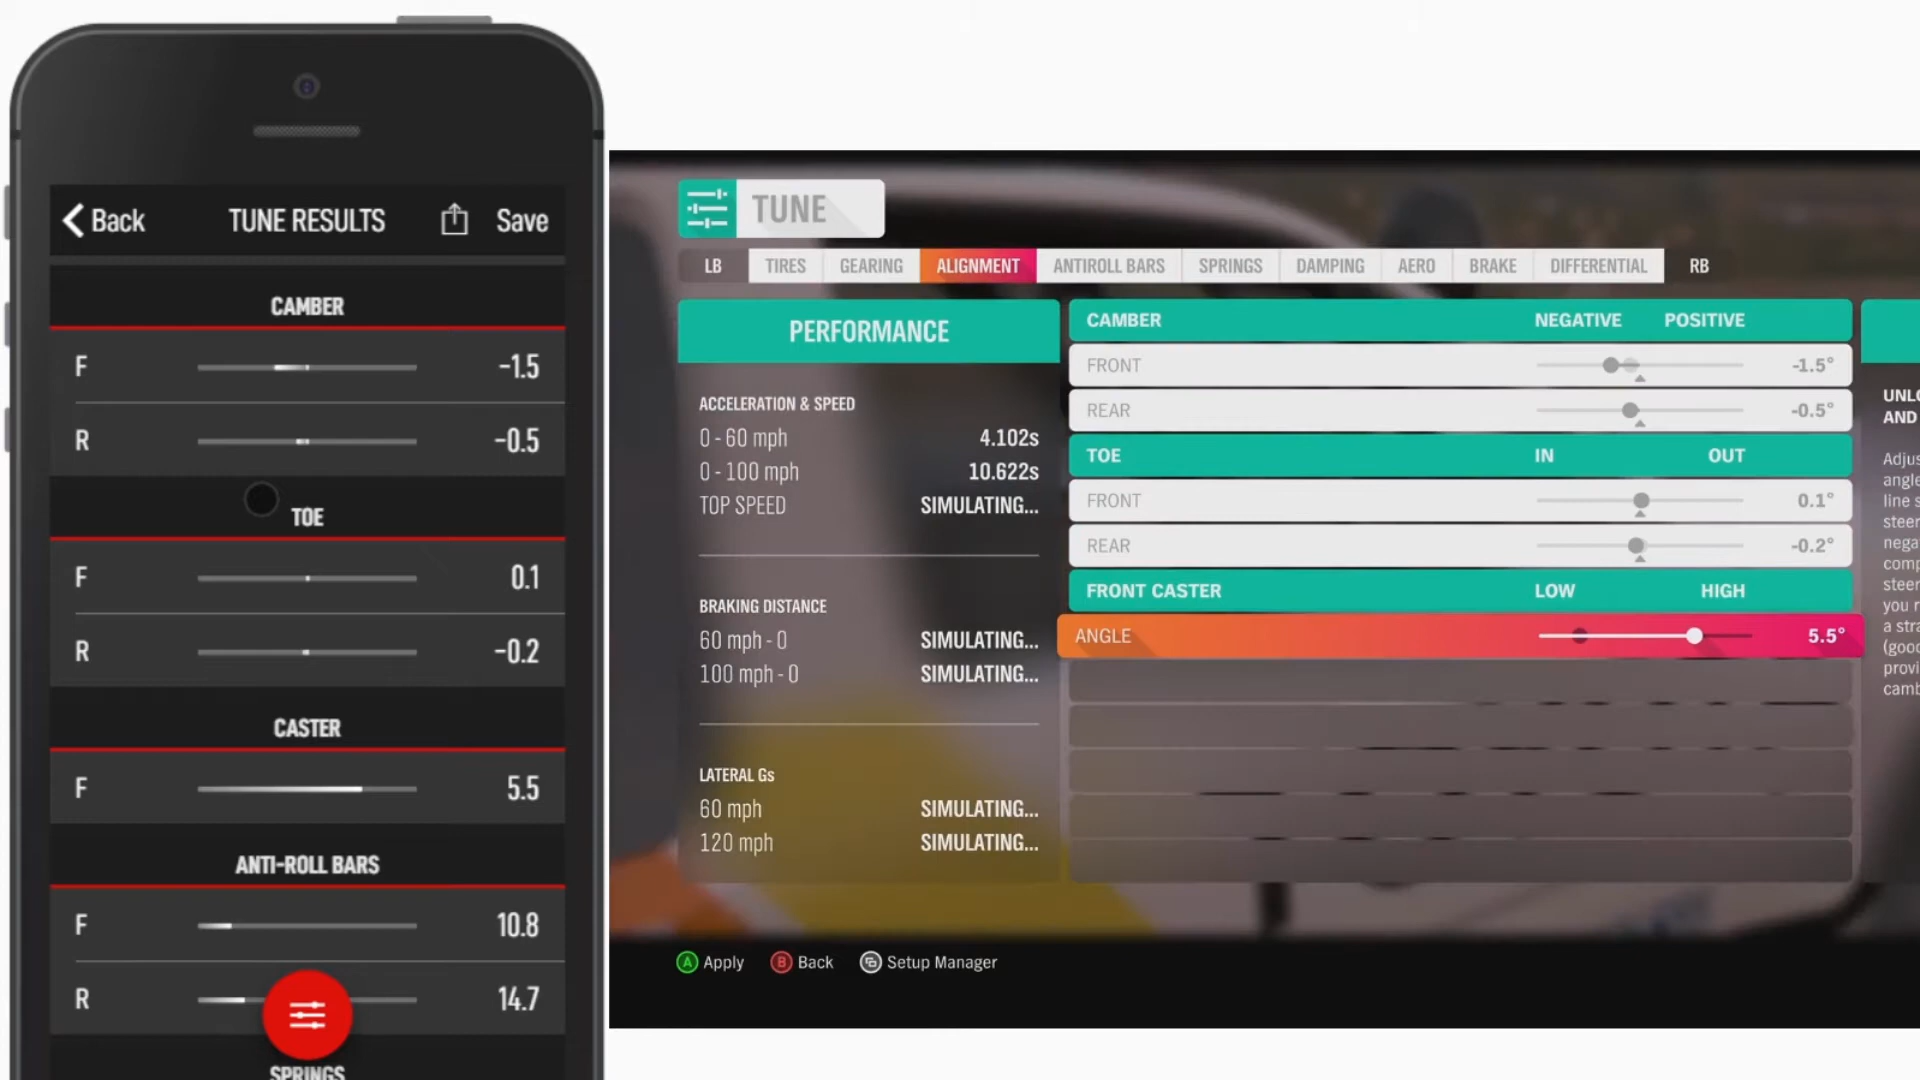 Back
TUNE RESULTS
Save
CAMBER
F -1.5
R -0.5
TOE
F 0.1
R -0.2
CASTER
F 5.5
ANTI-ROLL BARS
F 10.8
R 14.7
SPRINGS
TUNE
LB TIRES GEARING ALIGNMENT ANTIROLL BARS SPRINGS DAMPING AERO BRAKE DIFFERENTIAL RB
PERFORMANCE
ACCELERATION & SPEED
0 - 60 mph 4.102s
0 - 100 mph 10.622s
TOP SPEED SIMULATING...
BRAKING DISTANCE
60 mph - 0 SIMULATING...
100 mph - 0 SIMULATING...
LATERAL Gs
60 mph SIMULATING...
120 mph SIMULATING...
CAMBER NEGATIVE POSITIVE
FRONT -1.5°
REAR -0.5°
TOE IN OUT
FRONT 0.1°
REAR -0.2°
FRONT CASTER LOW HIGH
ANGLE 5.5°
AND
angle
line s
a stra
(good
A Apply B Back Setup Manager